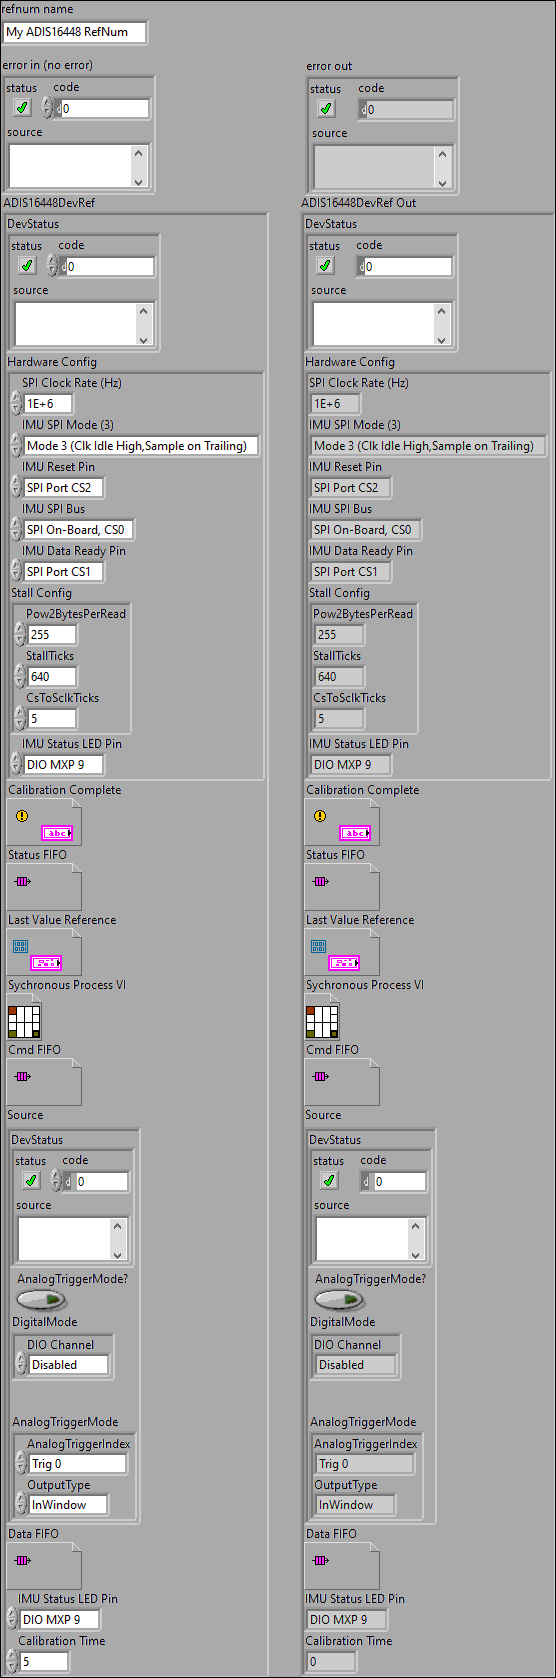 refnum name
My ADIS16448 RefNum
error in (no error)
status code
d 0
source
ADIS16448DevRef
DevStatus
status code
d 0
source
Hardware Config
SPI Clock Rate (Hz)
1E+6
IMU SPI Mode (3)
Mode 3 (Clk Idle High,Sample on Trailing)
IMU Reset Pin
SPI Port CS2
IMU SPI Bus
SPI On-Board, CS0
IMU Data Ready Pin
SPI Port CS1
Stall Config
Pow2BytesPerRead
255
StallTicks
640
CsToSclkTicks
5
IMU Status LED Pin
DIO MXP 9
Calibration Complete
abc
Status FIFO
Last Value Reference
Sychronous Process VI
Cmd FIFO
Source
DevStatus
status code
d 0
source
AnalogTriggerMode?
DigitalMode
DIO Channel
Disabled
AnalogTriggerMode
AnalogTriggerIndex
Trig 0
OutputType
InWindow
Data FIFO
IMU Status LED Pin
DIO MXP 9
Calibration Time
5
error out
status code
d 0
source
ADIS16448DevRef Out
DevStatus
status code
d 0
source
Hardware Config
SPI Clock Rate (Hz)
1E+6
IMU SPI Mode (3)
Mode 3 (Clk Idle High,Sample on Trailing)
IMU Reset Pin
SPI Port CS2
IMU SPI Bus
SPI On-Board, CS0
IMU Data Ready Pin
SPI Port CS1
Stall Config
Pow2BytesPerRead
255
StallTicks
640
CsToSclkTicks
5
IMU Status LED Pin
DIO MXP 9
Calibration Complete
abc
Status FIFO
Last Value Reference
Sychronous Process VI
Cmd FIFO
Source
DevStatus
status code
d 0
source
AnalogTriggerMode?
DigitalMode
DIO Channel
Disabled
AnalogTriggerMode
AnalogTriggerIndex
Trig 0
OutputType
InWindow
Data FIFO
IMU Status LED Pin
DIO MXP 9
Calibration Time
0